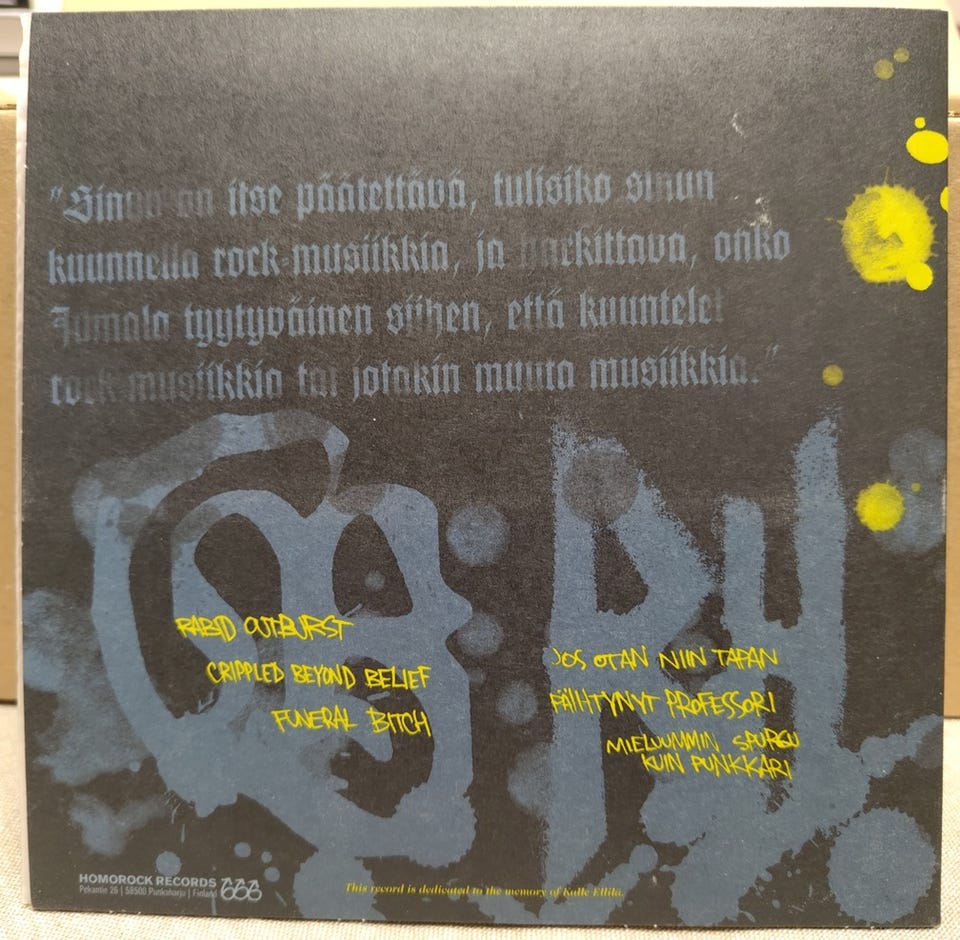 "Sinun on itse päätettävä, tulisiko sinun
kuunnella rock-musiikkia, ja harkittava, onko
Jumala tyytyväinen siihen, että kuuntelet
rock-musiikkia tai jotakin muuta musiikkia."
RABID OUTBURST
CRIPPLED BEYOND BELIEF
FUNERAL BITCH
JOS OTAN NIIN TAPAN
PÄIHTYNYT PROFESSORI
MIELUUMMIN SPURGU
KUIN PUNKKARI
HOMOROCK RECORDS
Pekantie 26 | 58500 Punkaharju | Finland
666
This record is dedicated to the memory of Kalle Ellilä.